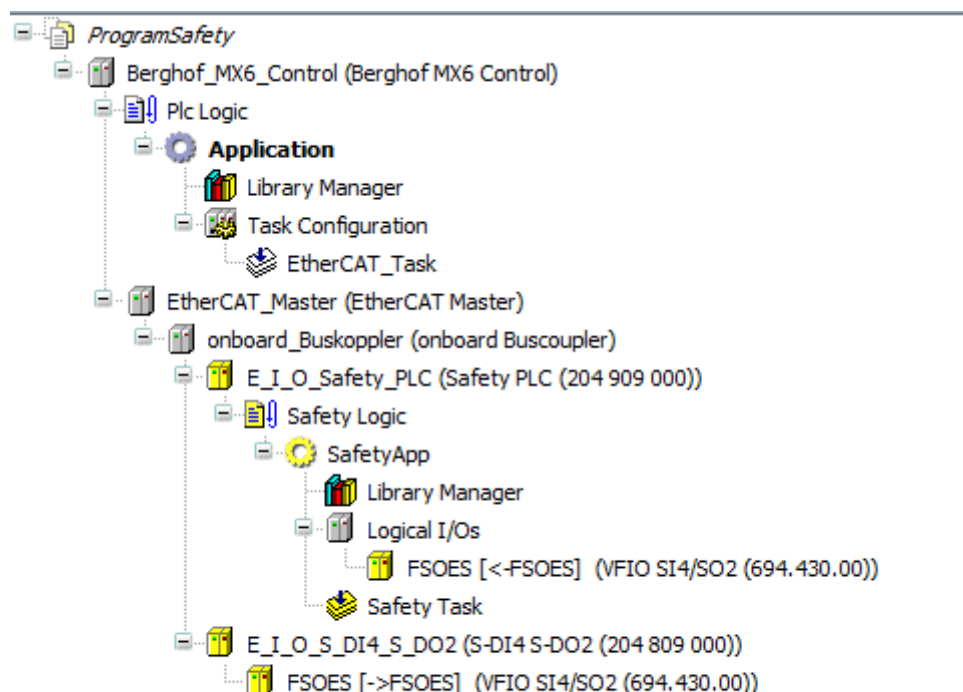 ProgramSafety
Berghof_MX6_Control (Berghof MX6 Control)
Plc Logic
Application
Library Manager
Task Configuration
EtherCAT_Task
EtherCAT_Master (EtherCAT Master)
onboard_Buskoppler (onboard Buscoupler)
E_I_O_Safety_PLC (Safety PLC (204 909 000))
Safety Logic
SafetyApp
Library Manager
Logical I/Os
FSOES [<-FSOES] (VFIO SI4/SO2 (694.430.00))
Safety Task
E_I_O_S_DI4_S_DO2 (S-DI4 S-DO2 (204 809 000))
FSOES [->FSOES] (VFIO SI4/SO2 (694.430.00))